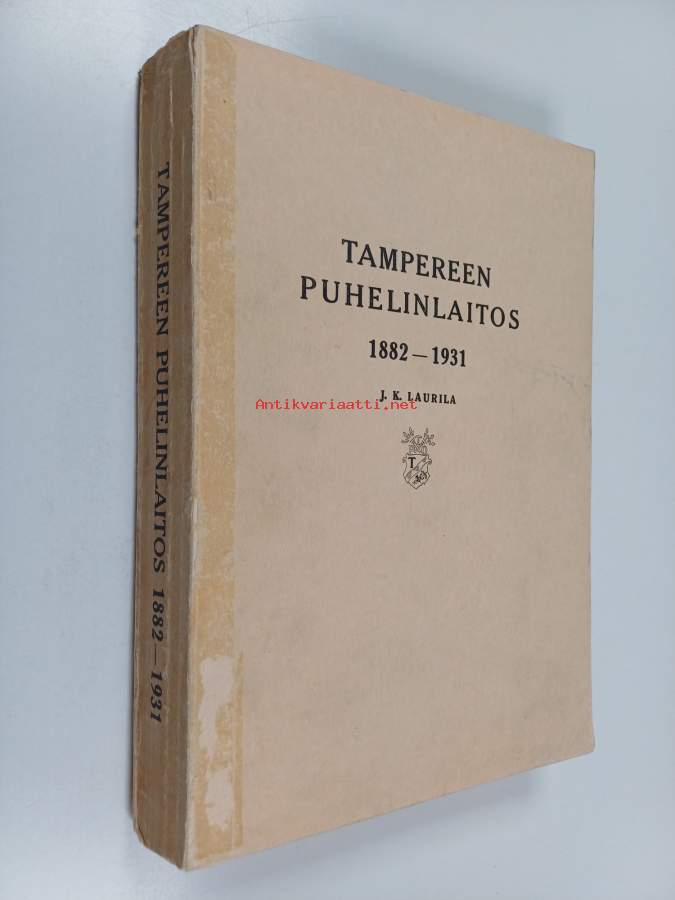 TAMPEREEN
PUHELINLAITOS
1882 — 1931
J. K. LAURILA
Antikvariaatti.net
T
TAMPEREEN PUHELINLAITOS 1882 — 1931